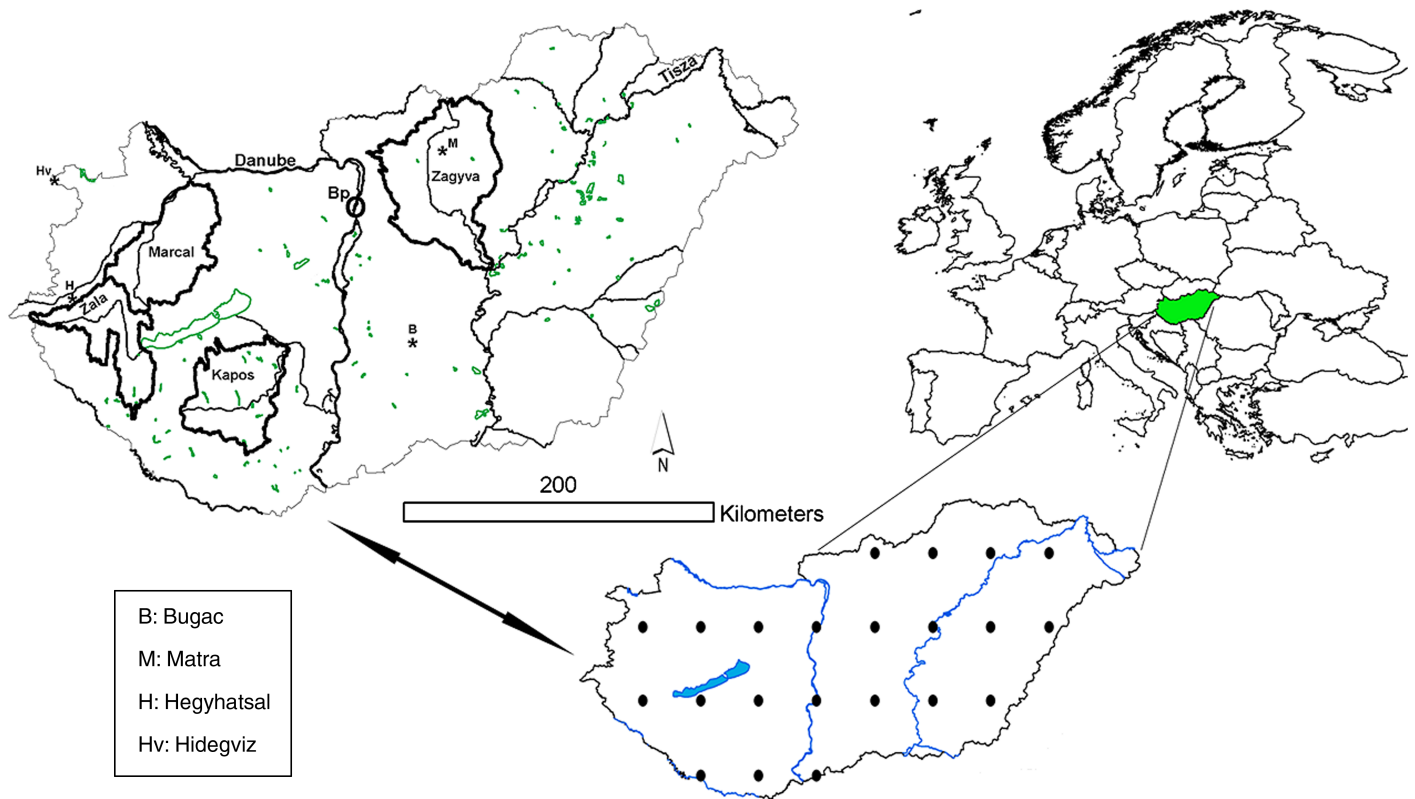 Tisza
M
Zagyva
Danube
Hv
Bp
Marcal
H
Zala
B
Kapos
N
200
Kilometers
B: Bugac
M: Matra
H: Hegyhatsal
Hv: Hidegviz